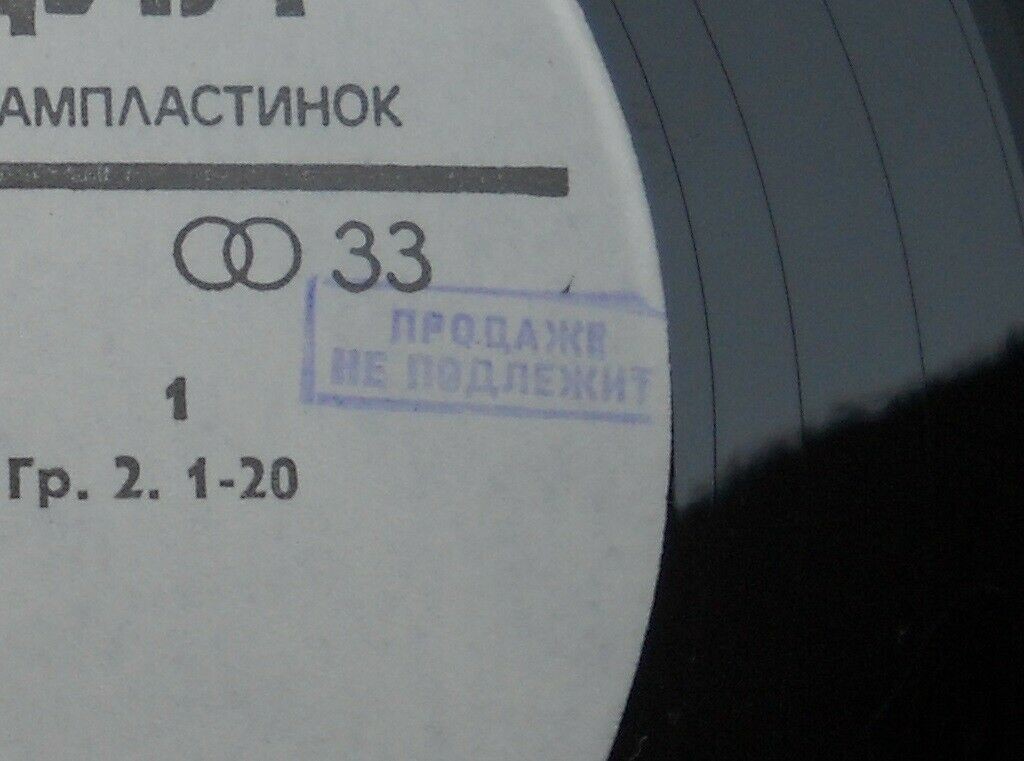 АМПЛАСТИНОК
33
ПРОДАЖЕ
НЕ ПОДЛЕЖИТ
1
Гр. 2. 1-20